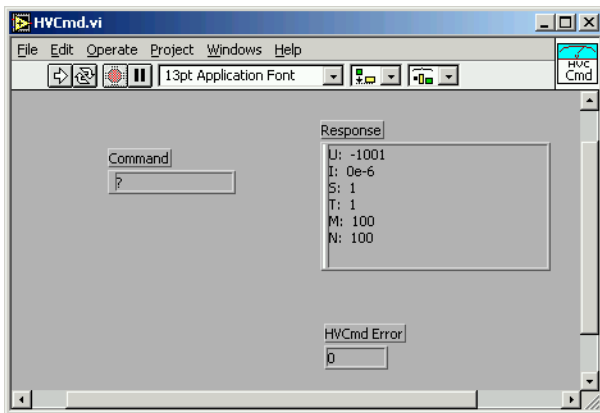 HVCmd.vi
File Edit Operate Project Windows Help
13pt Application Font
HVC
Cmd
Response
Command
?
U: -1001
I: 0e-6
S: 1
T: 1
M: 100
N: 100
HVCmd Error
0